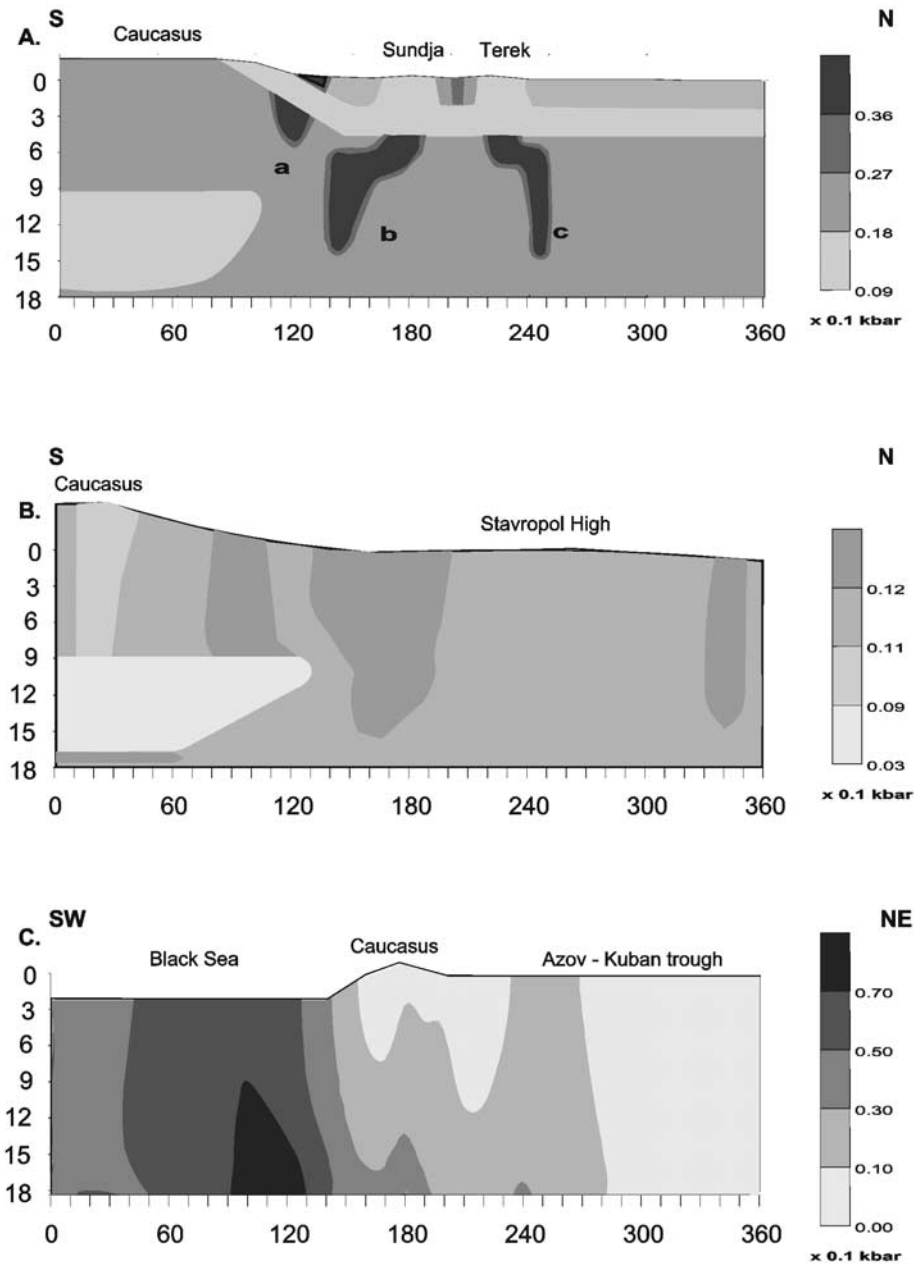 S N
A. Caucasus Sundja Terek
0
3
6
9
12
15
18
a
b
c
0 60 120 180 240 300 360
0.36
0.27
0.18
0.09
x 0.1 kbar
S N
Caucasus
B. Stavropol High
0
3
6
9
12
15
18
0 60 120 180 240 300 360
0.12
0.11
0.09
0.03
x 0.1 kbar
SW NE
C. Black Sea Caucasus Azov - Kuban trough
0
3
6
9
12
15
18
0 60 120 180 240 300 360
0.70
0.50
0.30
0.10
0.00
x 0.1 kbar